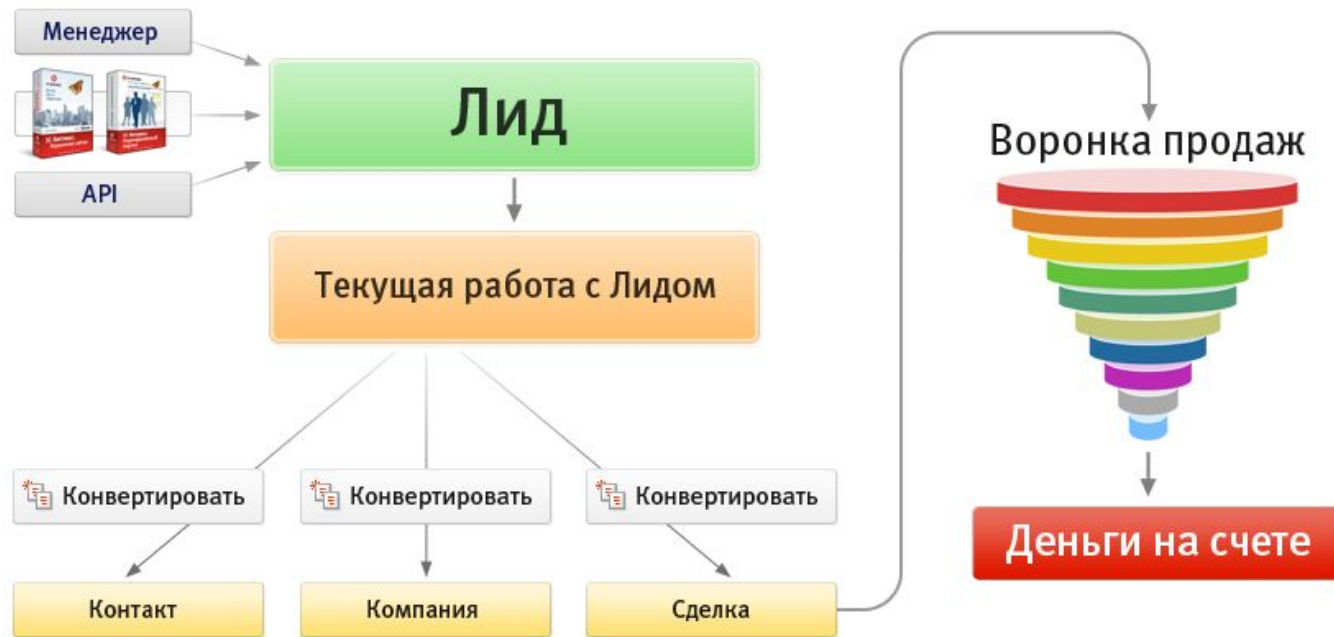 Менеджер
API
Лид
Текущая работа с Лидом
Конвертировать
Конвертировать
Конвертировать
Контакт
Компания
Сделка
Воронка продаж
Деньги на счете